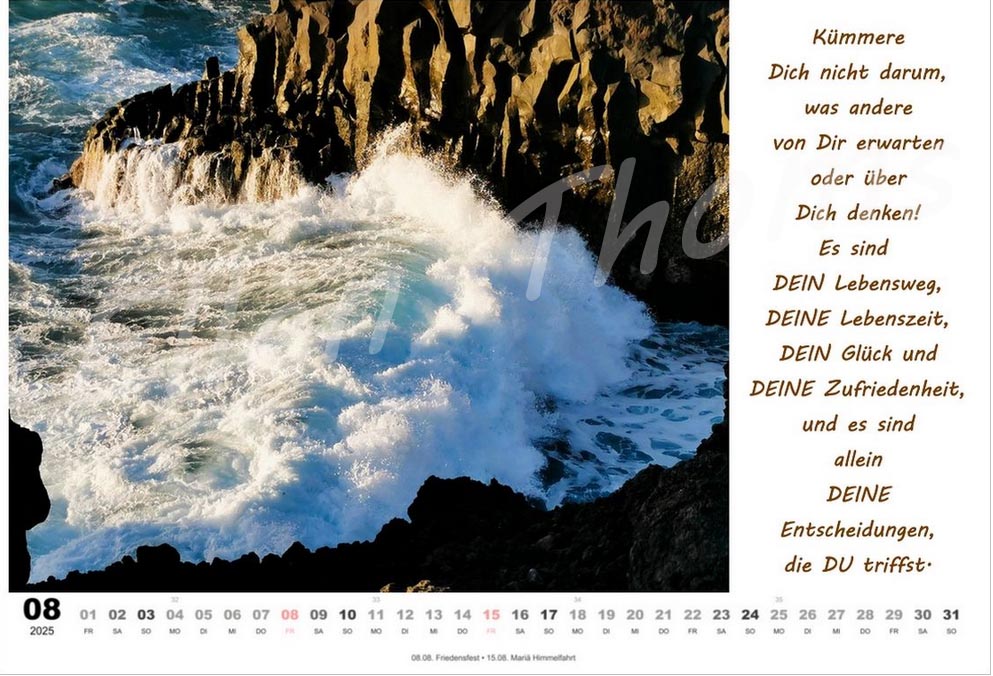 Kümmere
Dich nicht darum,
was andere
von Dir erwarten
oder über
Dich denken!
Es sind
DEIN Lebensweg,
DEINE Lebenszeit,
DEIN Glück und
DEINE Zufriedenheit,
und es sind
allein
DEINE
Entscheidungen,
die DU triffst.
32 33 34 35
08 01 02 03 04 05 06 07 08 09 10 11 12 13 14 15 16 17 18 19 20 21 22 23 24 25 26 27 28 29 30 31
2025 FR SA SO MO DI MI DO FR SA SO MO DI MI DO FR SA SO MO DI MI DO FR SA SO MO DI MI DO FR SA SO
08.08. Friedensfest • 15.08. Mariä Himmelfahrt